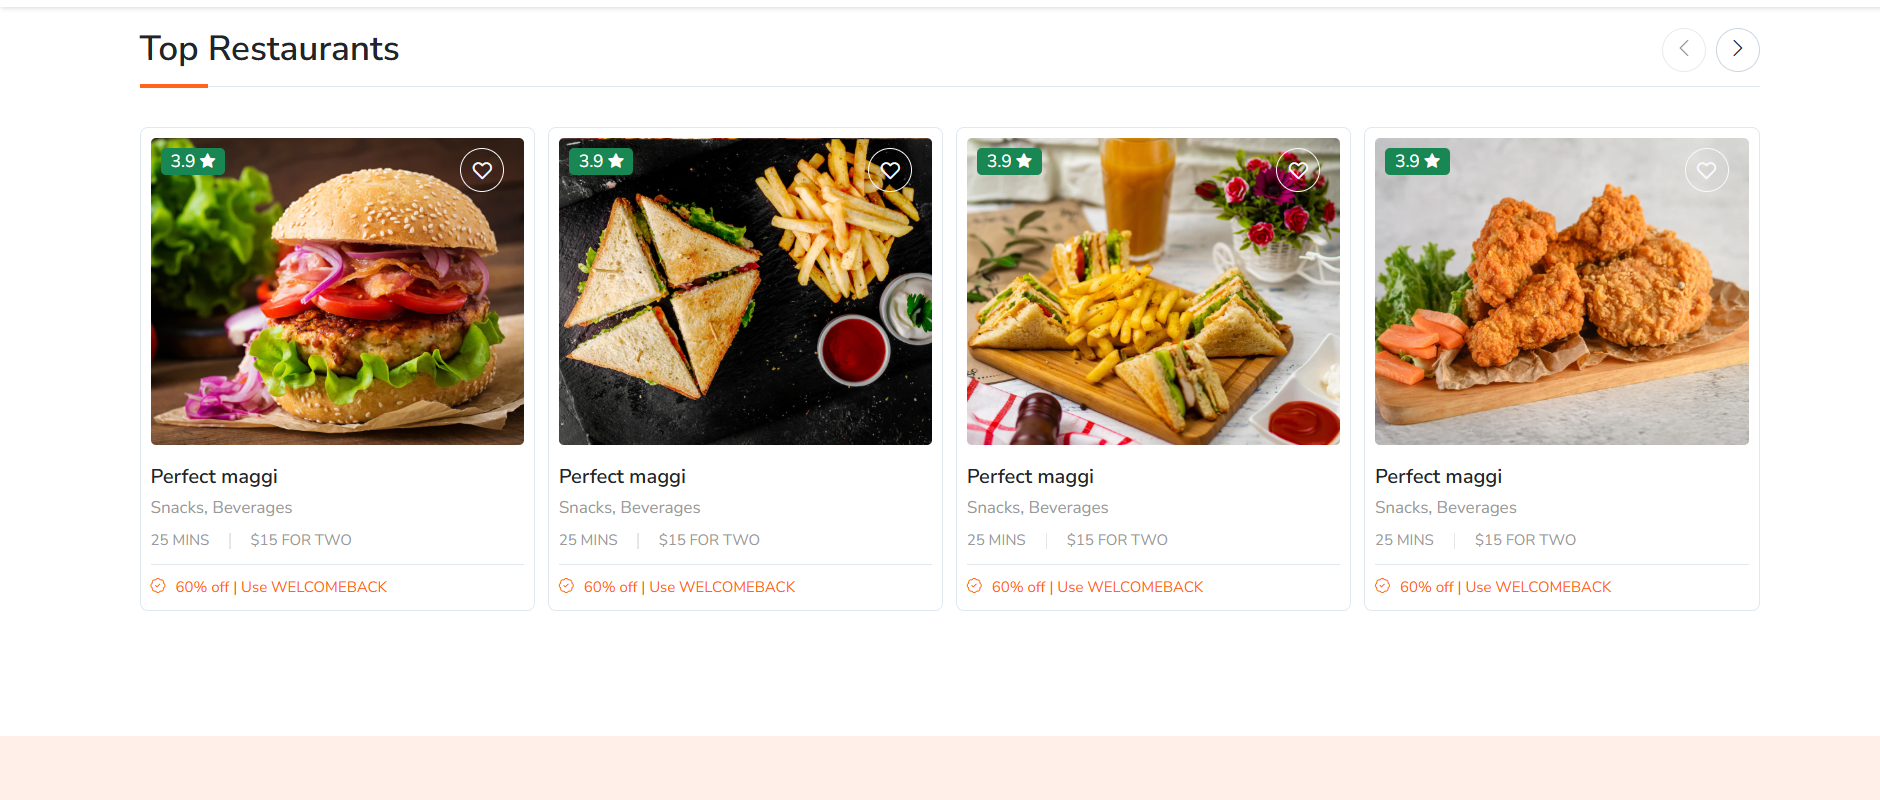 Top Restaurants
3.9
3.9
3.9
3.9
Perfect maggi
Snacks, Beverages
25 MINS | $15 FOR TWO
60% off | Use WELCOMEBACK
Perfect maggi
Snacks, Beverages
25 MINS | $15 FOR TWO
60% off | Use WELCOMEBACK
Perfect maggi
Snacks, Beverages
25 MINS | $15 FOR TWO
60% off | Use WELCOMEBACK
Perfect maggi
Snacks, Beverages
25 MINS | $15 FOR TWO
60% off | Use WELCOMEBACK